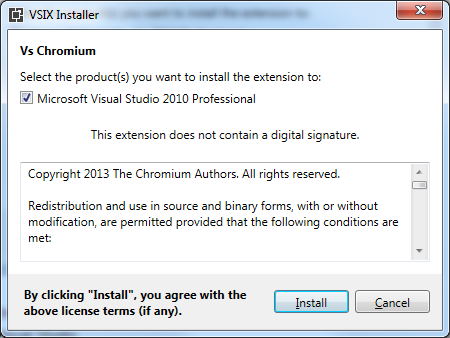 VSIX Installer
Vs Chromium
Select the product(s) you want to install the extension to:
Microsoft Visual Studio 2010 Professional
This extension does not contain a digital signature.
Copyright 2013 The Chromium Authors. All rights reserved.
Redistribution and use in source and binary forms, with or without
modification, are permitted provided that the following conditions are
met:
By clicking "Install", you agree with the
above license terms (if any).
Install
Cancel